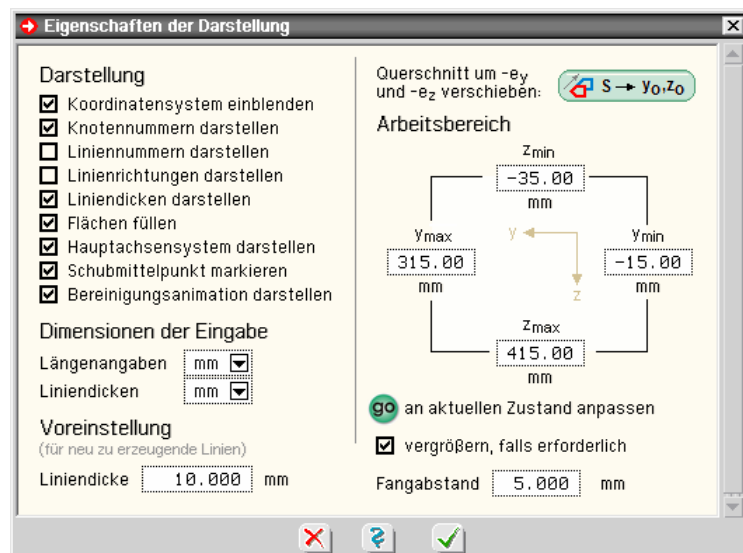 Eigenschaften der Darstellung
Darstellung
Koordinatensystem einblenden
Knotennummern darstellen
Liniennummern darstellen
Linienrichtungen darstellen
Liniendicken darstellen
Flächen füllen
Hauptachsensystem darstellen
Schubmittelpunkt markieren
Bereinigungsanimation darstellen
Dimensionen der Eingabe
Längenangaben mm
Liniendicken mm
Voreinstellung
(für neu zu erzeugende Linien)
Liniendicke 10.000 mm
Querschnitt um -ey
und -ez verschieben:
S → yo,zo
Arbeitsbereich
zmin
-35.00
mm
ymax
315.00
mm
y
z
ymin
-15.00
mm
zmax
415.00
mm
go an aktuellen Zustand anpassen
vergrößern, falls erforderlich
Fangabstand 5.000 mm